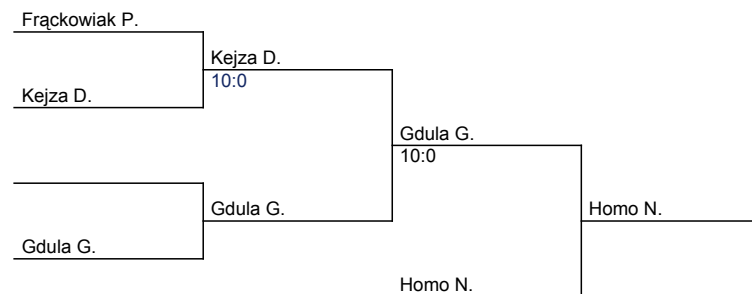 Frąckowiak P.
Kejza D.
10:0
Kejza D.
Gdula G.
10:0
Gdula G.
Homo N.
Gdula G.
Homo N.